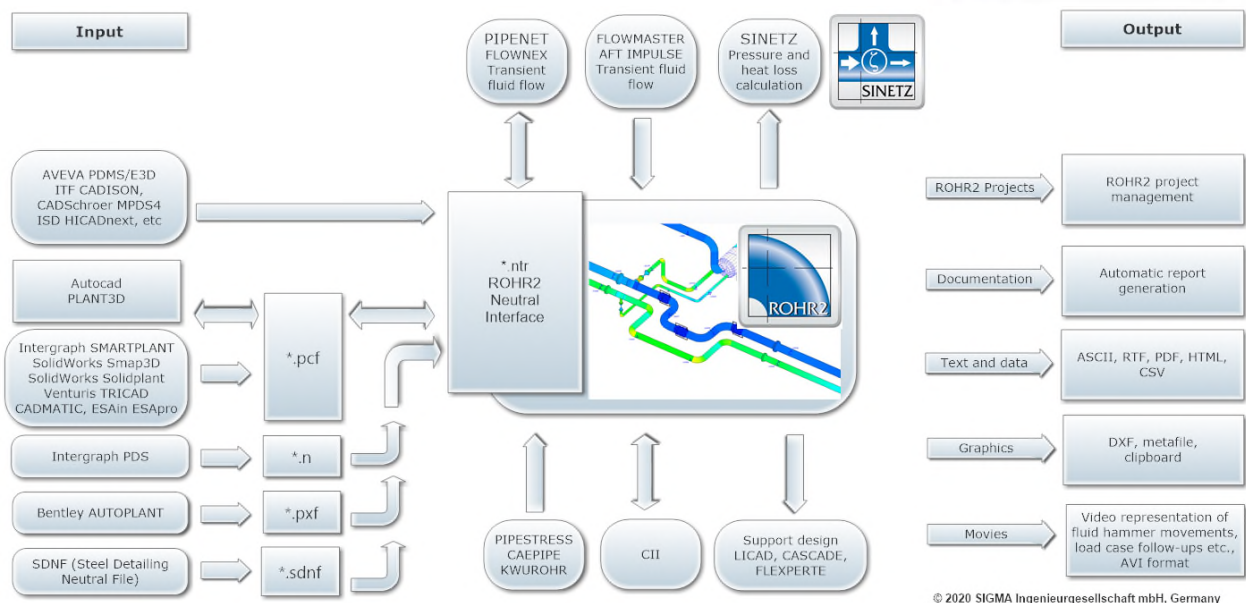 Input
PIPENET
FLOWNEX
Transient
fluid flow
FLOWMASTER
AFT IMPULSE
Transient fluid
flow
SINETZ
Pressure and
heat loss
calculation
ζ
SINETZ
Output
AVEVA PDMS/E3D
ITF CADISON,
CADSchroer MPDS4
ISD HICADnext, etc
Autocad
PLANT3D
Intergraph SMARTPLANT
SolidWorks Smap3D
SolidWorks Solidplant
Venturis TRICAD
CADMATIC, ESAin ESApro
*.pcf
Intergraph PDS
*.n
Bentley AUTOPLANT
*.pxf
SDNF (Steel Detailing
Neutral File)
*.sdnf
*.ntr
ROHR2
Neutral
Interface
ROHR2
PIPESTRESS
CAEPIPE
KWUROHR
CII
Support design
LICAD, CASCADE,
FLEXPERTE
ROHR2 Projects
ROHR2 project
management
Documentation
Automatic report
generation
Text and data
ASCII, RTF, PDF, HTML,
CSV
Graphics
DXF, metafile,
clipboard
Movies
Video representation of
fluid hammer movements,
load case follow-ups etc.,
AVI format
© 2020 SIGMA Ingenieurgesellschaft mbH, Germany